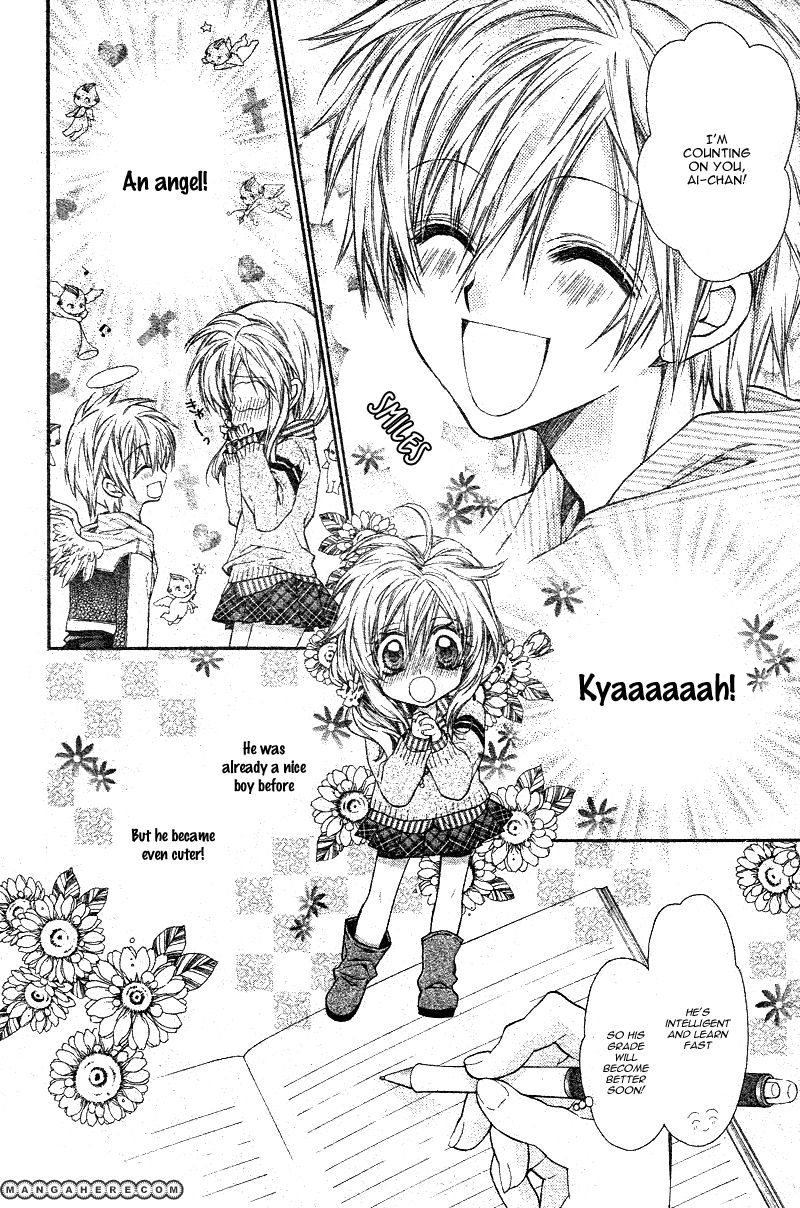 I'M
COUNTING
ON YOU,
AI-CHAN!
SMILES
An angel!
Kyaaaaaah!
He was
already a nice
boy before
But he became
even cuter!
HE'S
INTELLIGENT
AND LEARN
FAST
SO HIS
GRADE
WILL
BECOME
BETTER
SOON!
MANGAHERE.COM